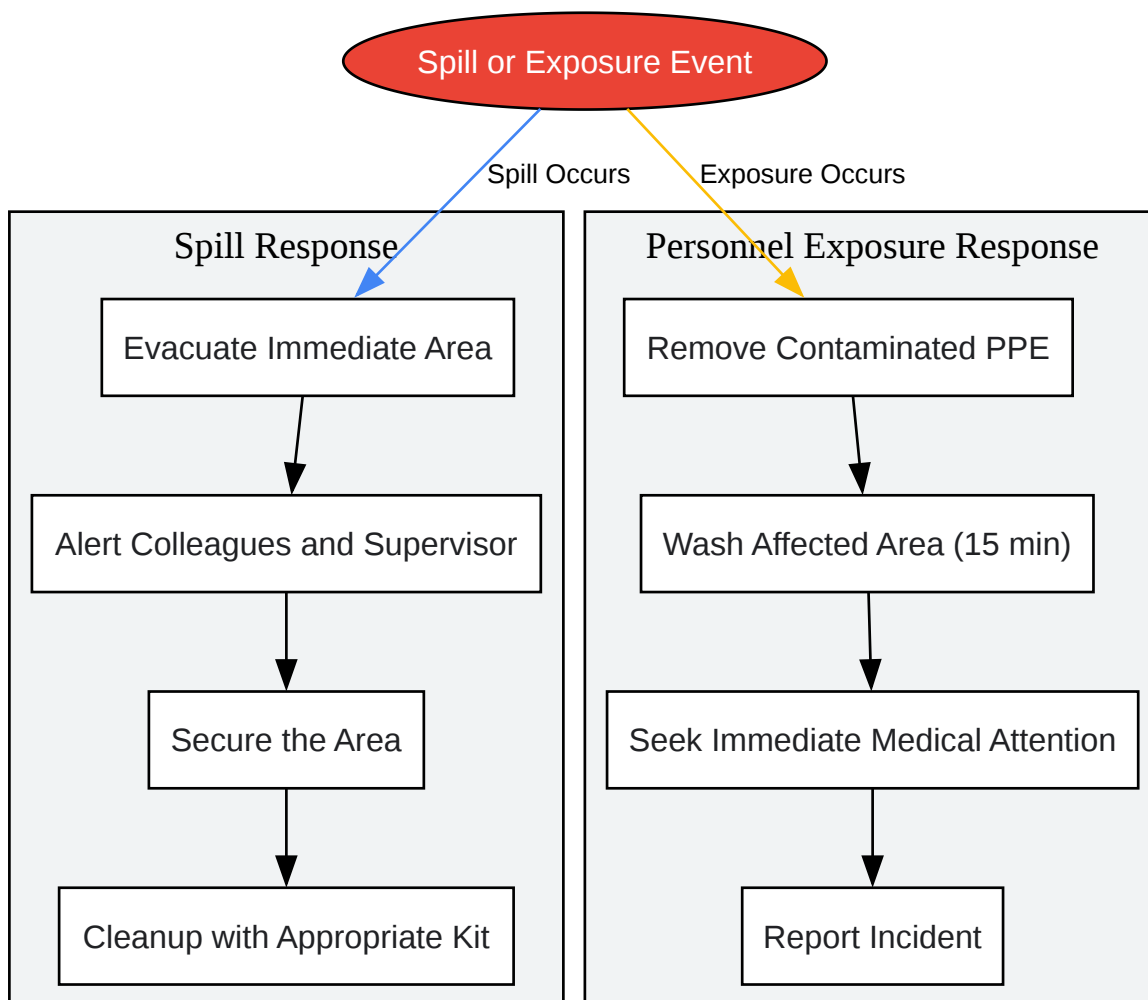 Spill or Exposure Event
Spill Occurs
Exposure Occurs
Spill Response
Evacuate Immediate Area
Alert Colleagues and Supervisor
Secure the Area
Cleanup with Appropriate Kit
Personnel Exposure Response
Remove Contaminated PPE
Wash Affected Area (15 min)
Seek Immediate Medical Attention
Report Incident